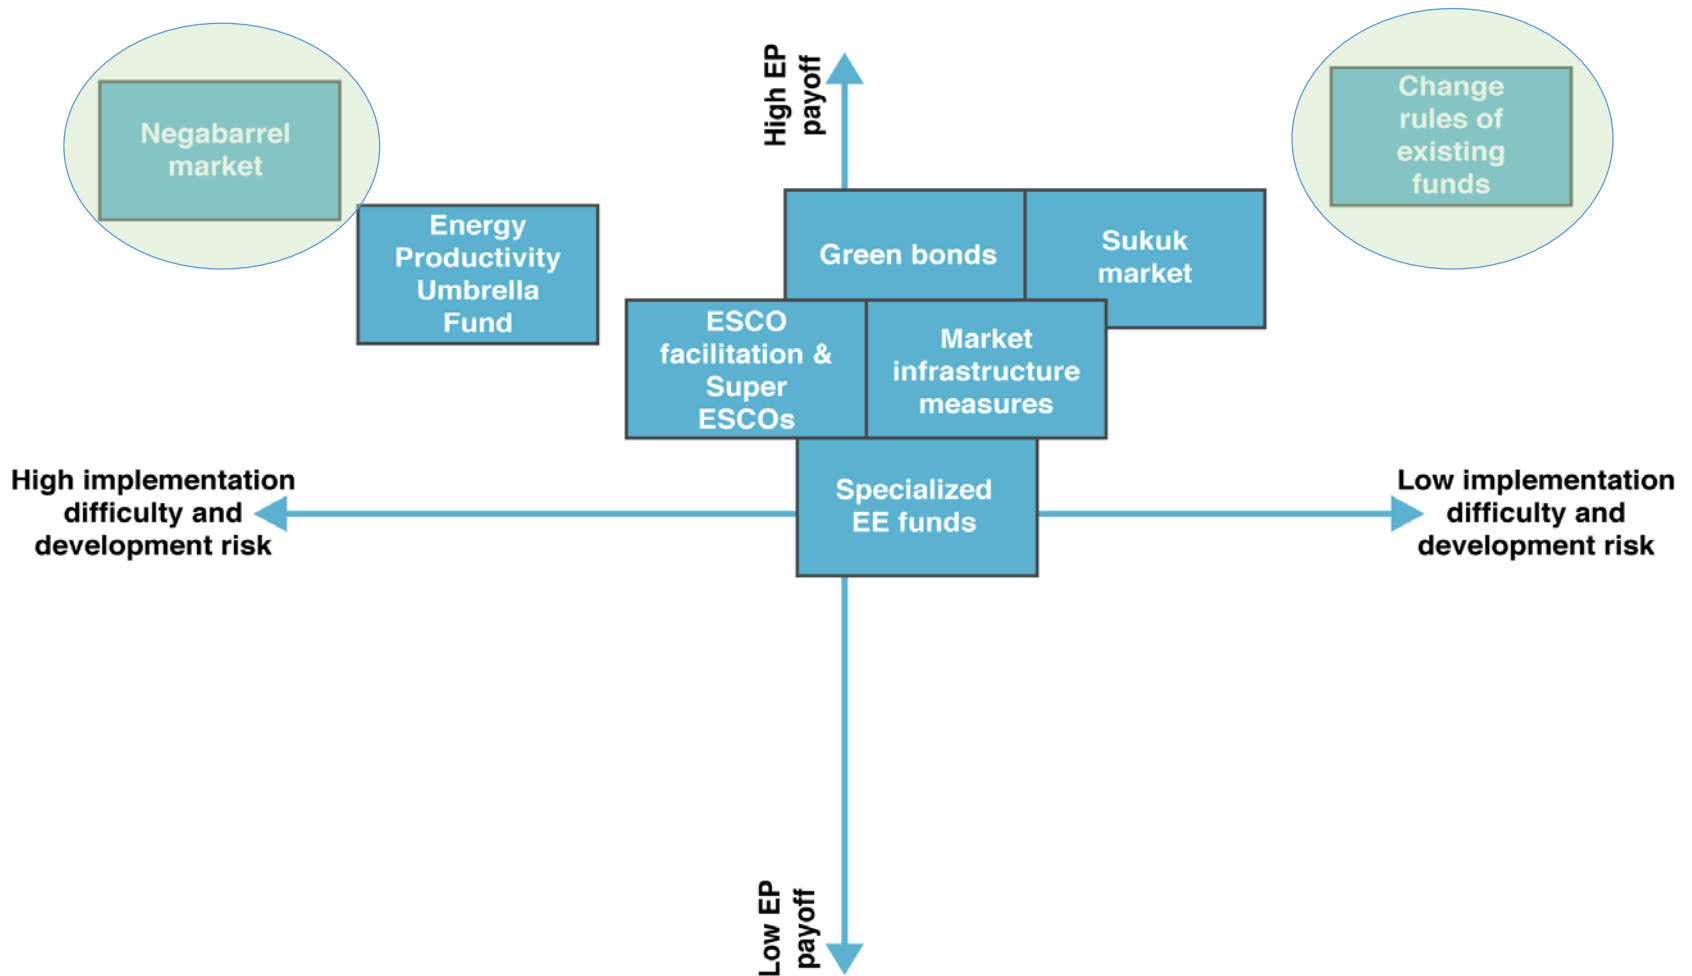 High EP
payoff
Negabarrel
market
Change
rules of
existing
funds
Energy
Productivity
Umbrella
Fund
Green bonds
Sukuk
market
ESCO
facilitation &
Super
ESCOs
Market
infrastructure
measures
High implementation
difficulty and
development risk
Specialized
EE funds
Low implementation
difficulty and
development risk
Low EP
payoff